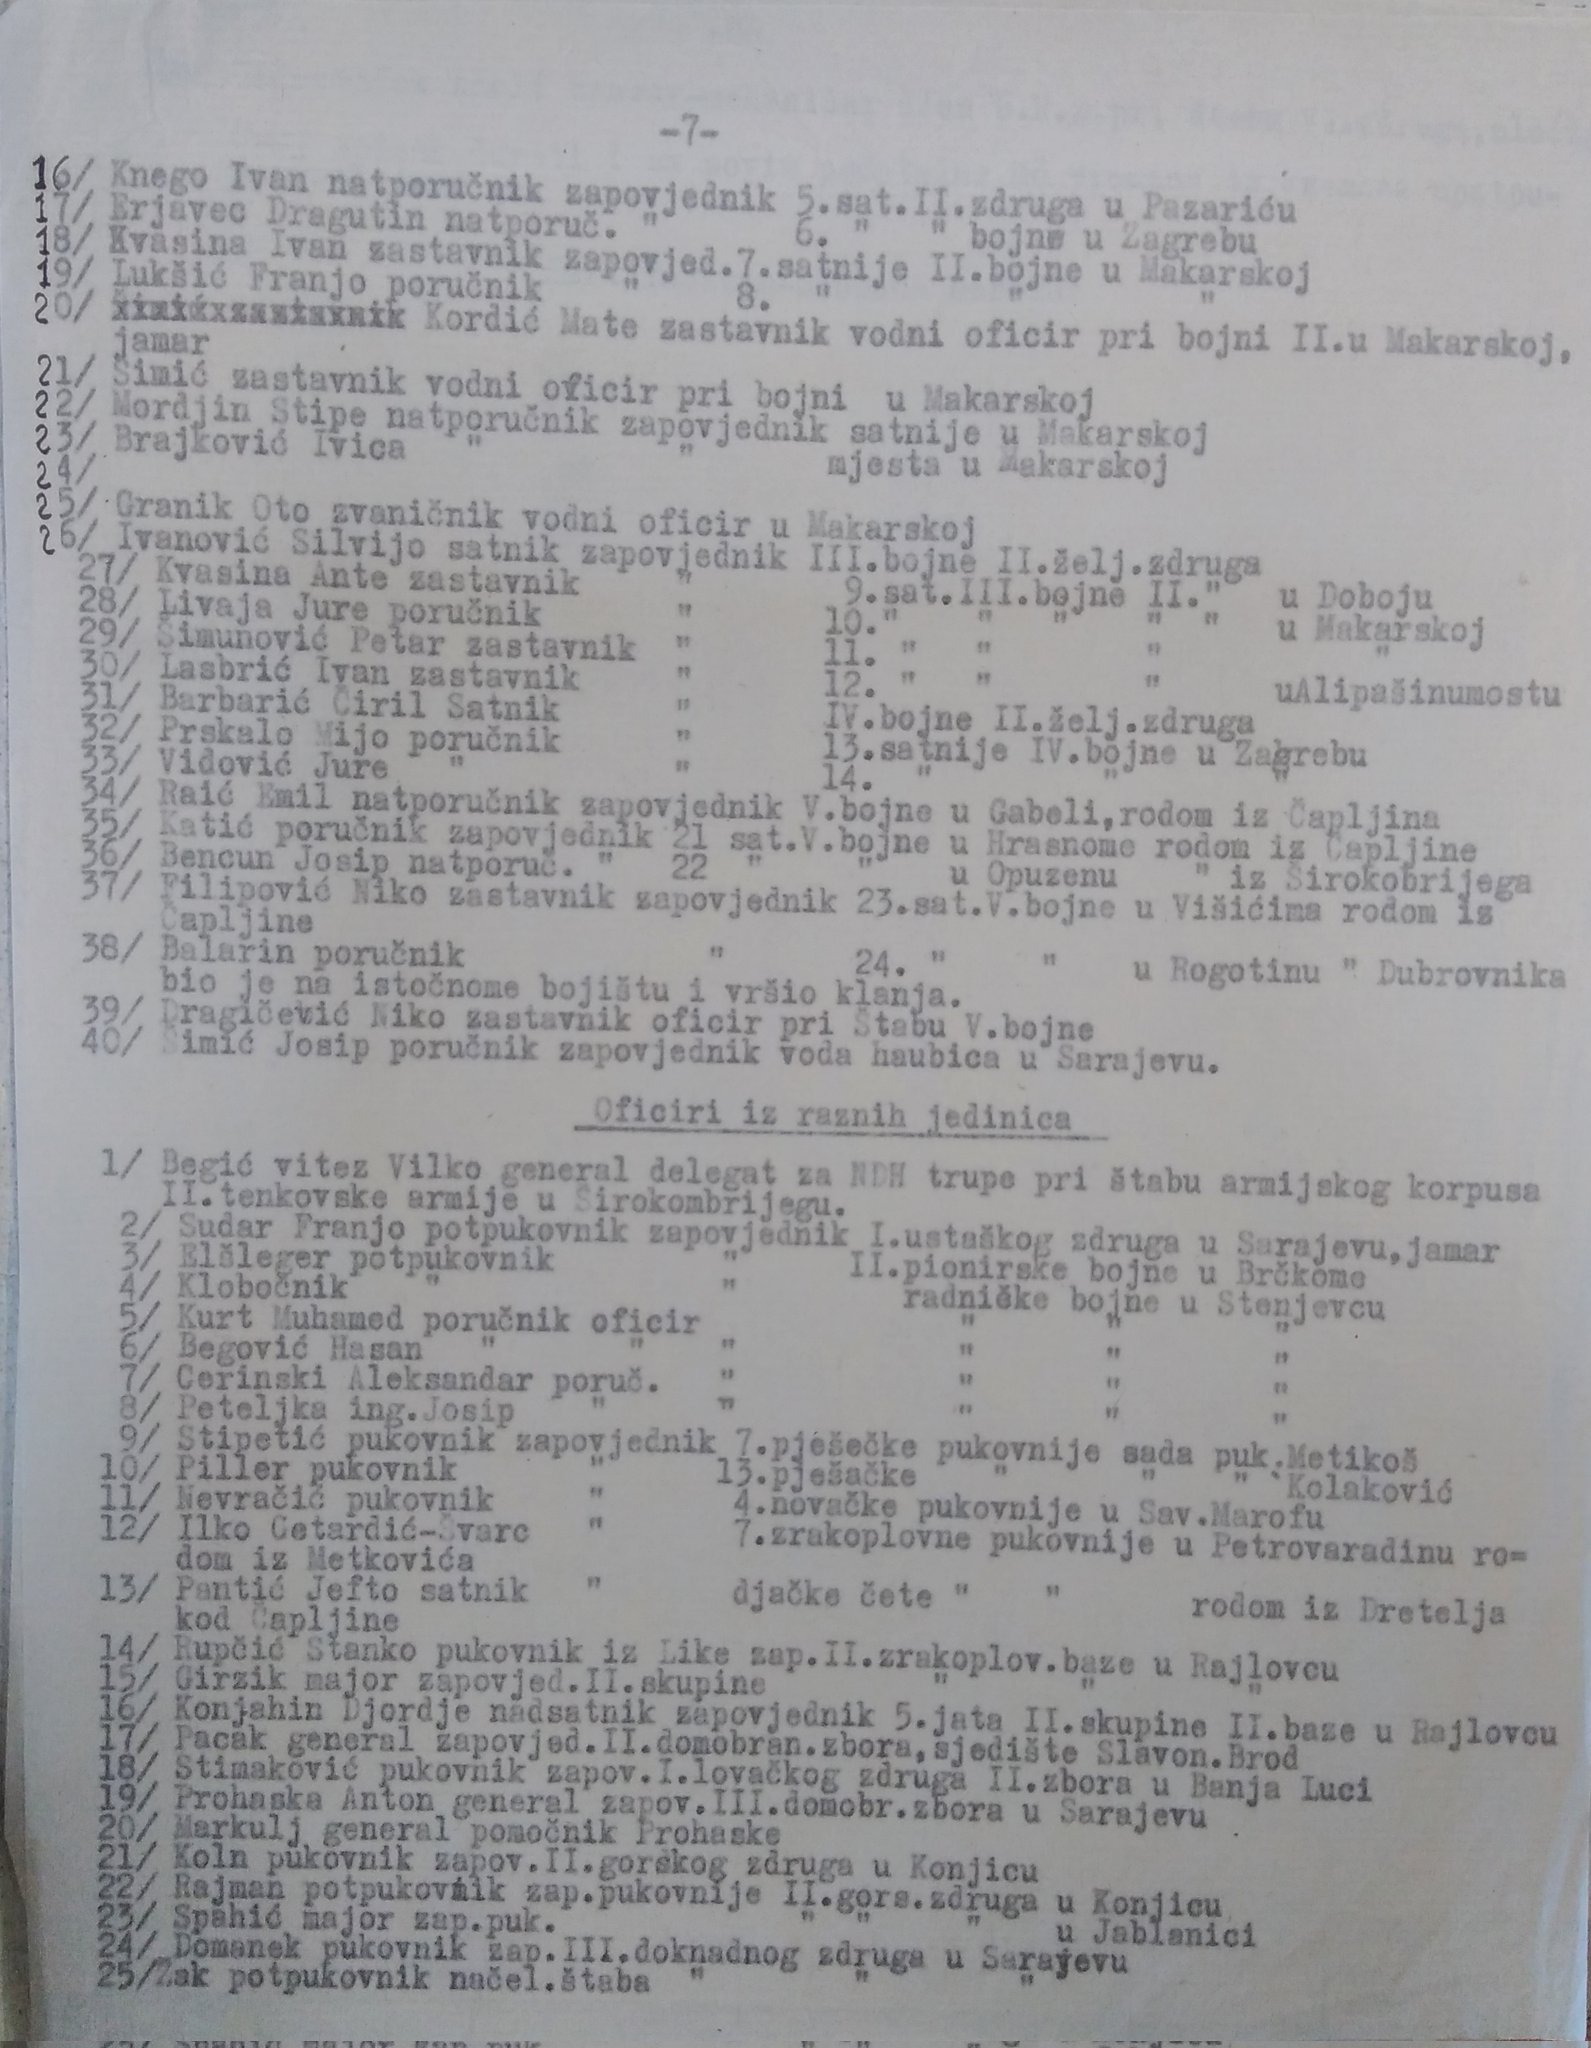 -7-
16/ Knego Ivan natporučnik zapovjednik 5.sat.II.zdruga u Pazariću
17/ Erjavec Dragutin natporuč. " 6. " " bojne u Zagrebu
18/ Kvasina Ivan zastavnik zapovjed.7.satnije II.bojne u Makarskoj
19/ Lukšić Franjo poručnik " 8. " " "
20/ Kordić Mate zastavnik vodni oficir pri bojni II.u Makarskoj,
jamar
21/ Šimić zastavnik vodni oficir pri bojni u Makarskoj
22/ Mordjin Stipe natporučnik zapovjednik satnije u Makarskoj
23/ Brajković Ivica " " mjesta u Makarskoj
24/
25/ Granik Oto zvaničnik vodni oficir u Makarskoj
26/ Ivanović Silvijo satnik zapovjednik III.bojne II.želj.zdruga
27/ Kvasina Ante zastavnik " 9.sat.III.bojne II." u Doboju
28/ Livaja Jure poručnik " 10." " " " " u Makarskoj
29/ Šimunović Petar zastavnik " 11. " " " "
30/ Lasbrić Ivan zastavnik " 12. " " " uAlipašinumostu
31/ Barbarić Ćiril Satnik " IV.bojne II.želj.zdruga
32/ Prskalo Mijo poručnik " 13.satnije IV.bojne u Zagrebu
33/ Vidović Jure " " 14. " " "
34/ Raić Emil natporučnik zapovjednik V.bojne u Gabeli,rodom iz Čapljina
35/ Katić poručnik zapovjednik 21 sat.V.bojne u Hrasnome rodom iz Čapljine
36/ Bencun Josip natporuč. " 22 " " u Opuzenu " iz Širokobrijega
37/ Filipović Niko zastavnik zapovjednik 23.sat.V.bojne u Višićima rodom iz
Čapljine
38/ Balarin poručnik " 24. " " u Rogotinu " Dubrovnika
bio je na istočnome bojištu i vršio klanja.
39/ Dragičević Niko zastavnik oficir pri Štabu V.bojne
40/ Šimić Josip poručnik zapovjednik voda haubica u Sarajevu.
Oficiri iz raznih jedinica
1/ Begić vitez Vilko general delegat za NDH trupe pri štabu armijskog korpusa
II.tenkovske armije u Širokombrijegu.
2/ Sudar Franjo potpukovnik zapovjednik I.ustaškog zdruga u Sarajevu,jamar
3/ Elšleger potpukovnik " II.pionirske bojne u Brčkome
4/ Klobočnik " " radničke bojne u Stenjevcu
5/ Kurt Muhamed poručnik oficir " " "
6/ Begović Hasan " " " " " "
7/ Cerinski Aleksandar poruč. " " " "
8/ Peteljka ing.Josip " " " " "
9/ Stipetić pukovnik zapovjednik 7.pješečke pukovnije sada puk.Metikoš
10/ Piller pukovnik " 13.pješačke " " " Kolaković
11/ Nevračić pukovnik " 4.novačke pukovnije u Sav.Marofu
12/ Ilko Getardić-Švarc " 7.zrakoplovne pukovnije u Petrovaradinu ro=
dom iz Metkovića
13/ Pantić Jefto satnik " djačke čete " " rodom iz Dretelja
kod Čapljine
14/ Rupčić Stanko pukovnik iz Like zap.II.zrakoplov.baze u Rajlovcu
15/ Girzik major zapovjed.II.skupine " " "
16/ Konjahin Djordje nadsatnik zapovjednik 5.jata II.skupine II.baze u Rajlovcu
17/ Pacak general zapovjed.II.domobran.zbora,sjedište Slavon.Brod
18/ Stimaković pukovnik zapov.I.lovačkog zdruga II.zbora u Banja Luci
19/ Prohaska Anton general zapov.III.domobr.zbora u Sarajevu
20/ Markulj general pomočnik Prohaske
21/ Koln pukovnik zapov.II.gorskog zdruga u Konjicu
22/ Rajman potpukovnik zap.pukovnije II.gors.zdruga u Konjicu
23/ Spahić major zap.puk. " " " u Jablanici
24/ Domanek pukovnik zap.III.doknadnog zdruga u Sarajevu
25/Zak potpukovnik načel.štaba " " "